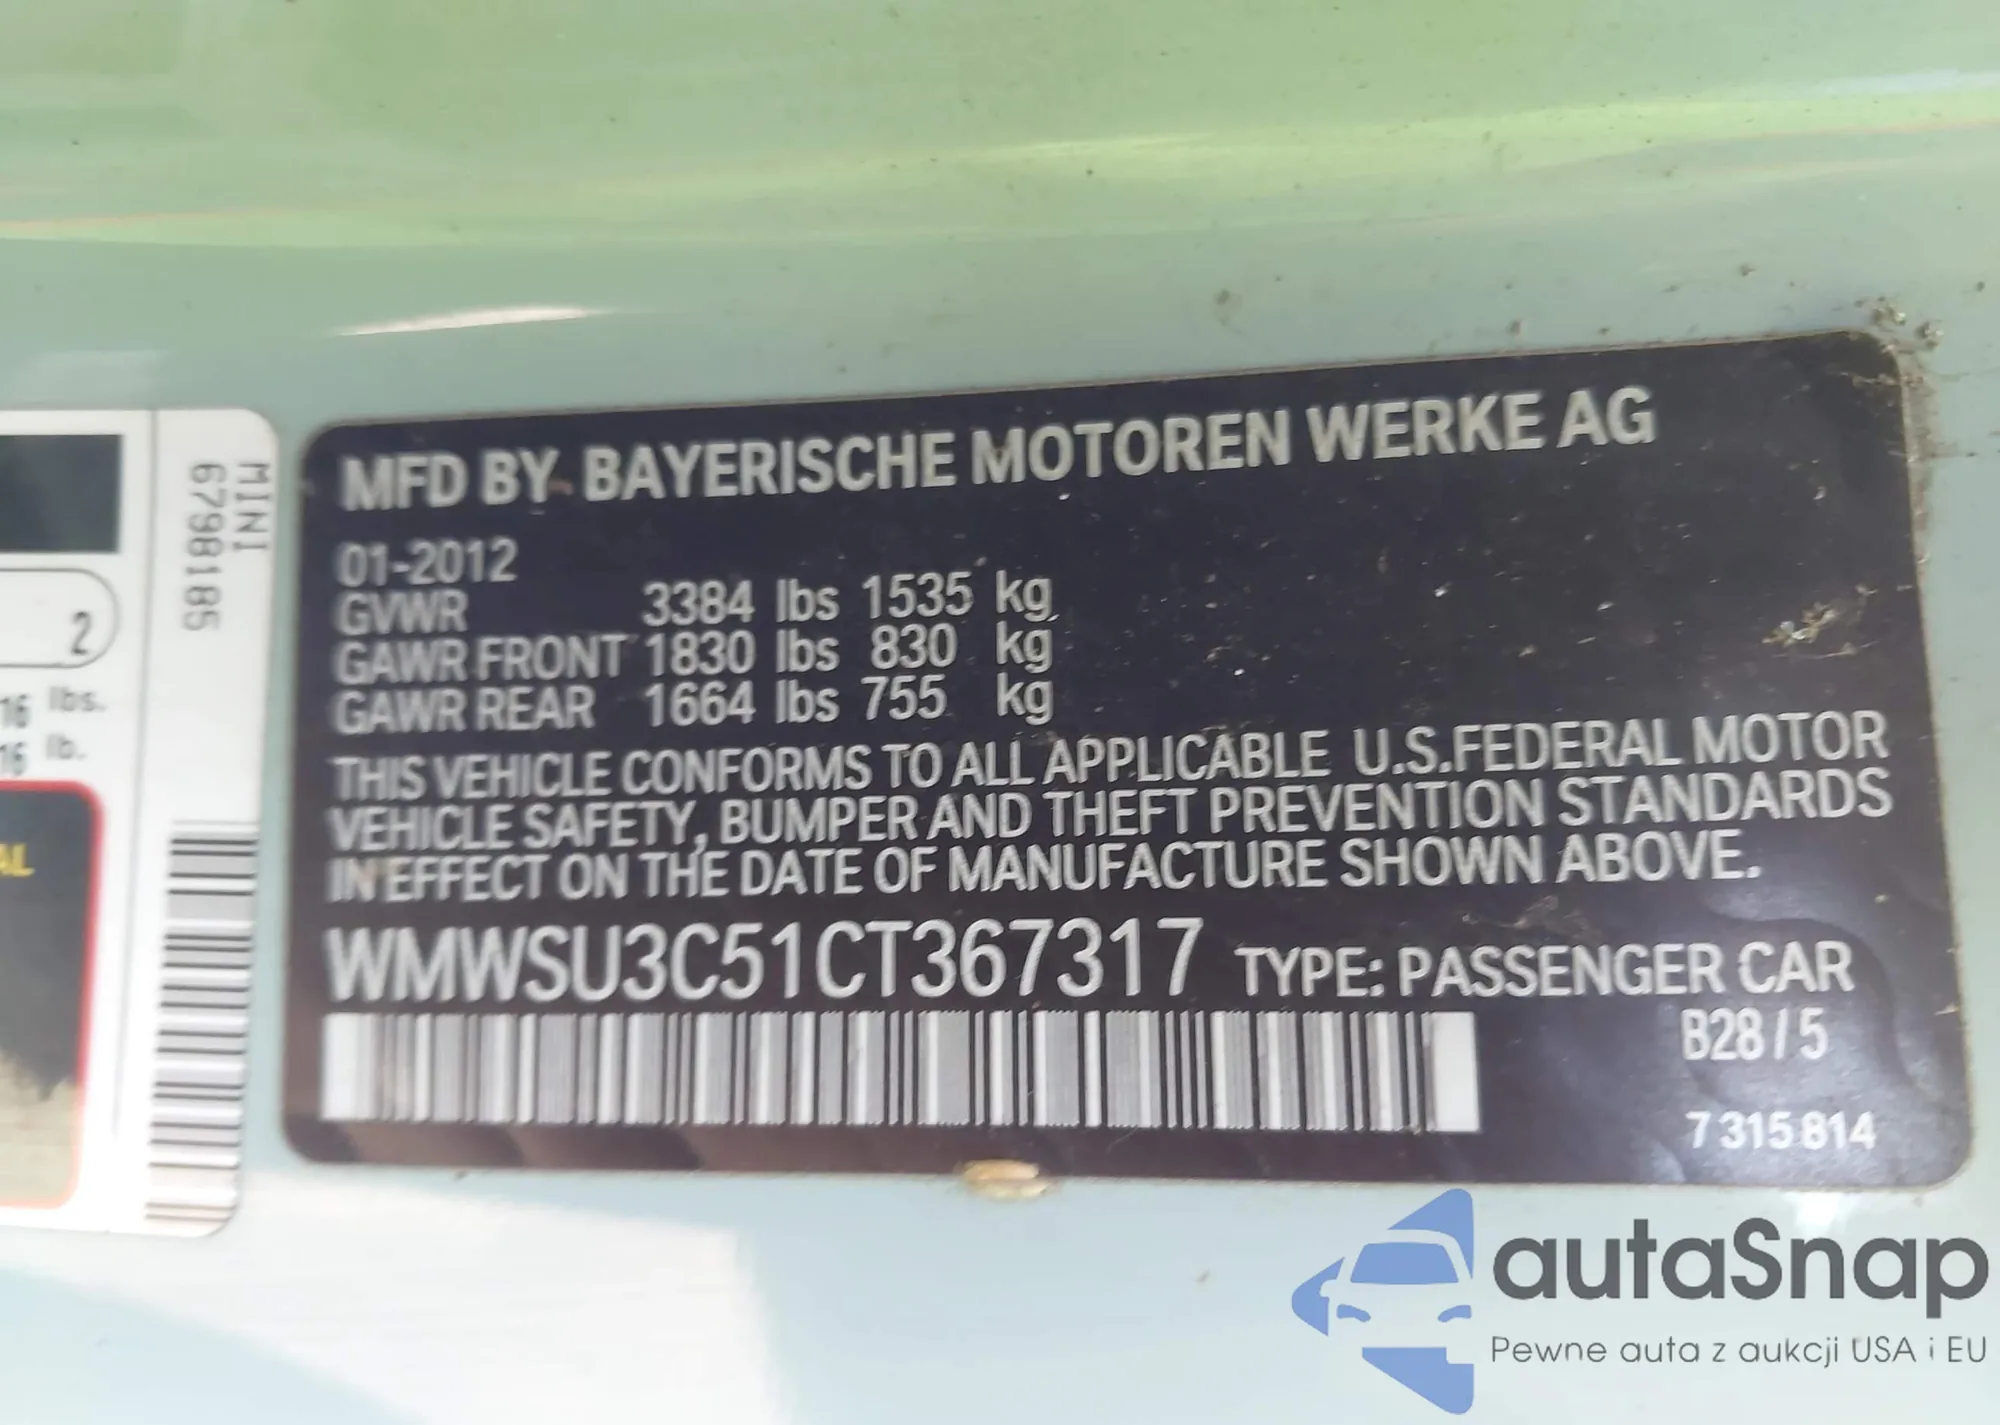 MFD BY BAYERISCHE MOTOREN WERKE AG
01-2012
GVWR 3384 lbs 1535 kg
GAWR FRONT 1830 lbs 830 kg
GAWR REAR 1664 lbs 755 kg
THIS VEHICLE CONFORMS TO ALL APPLICABLE U.S.FEDERAL MOTOR
VEHICLE SAFETY, BUMPER AND THEFT PREVENTION STANDARDS
IN EFFECT ON THE DATE OF MANUFACTURE SHOWN ABOVE.
WMWSU3C51CT367317 TYPE: PASSENGER CAR
B28 / 5
7 315 814
MINI
6798185
2
16 lbs.
16 lb.
AL
autaSnap
Pewne auta z aukcji USA i EU